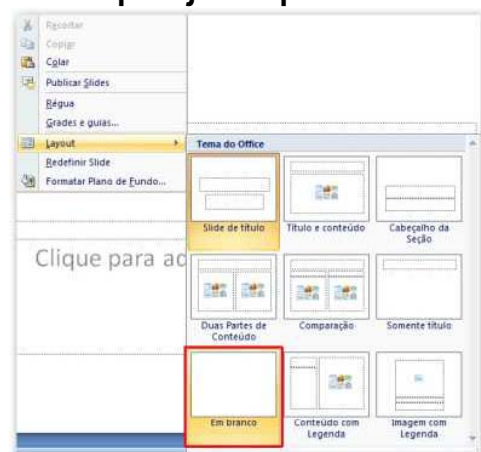 Recortar
Copiar
Colar
Publicar Slides
Régua
Grades e guias...
Layout
Redefinir Slide
Formatar Plano de Fundo...
Clique para ad
Tema do Office
Slide de título
Título e conteúdo
Cabeçalho da
Seção
Duas Partes de
Conteúdo
Comparação
Somente título
Em branco
Conteúdo com
Legenda
Imagem com
Legenda